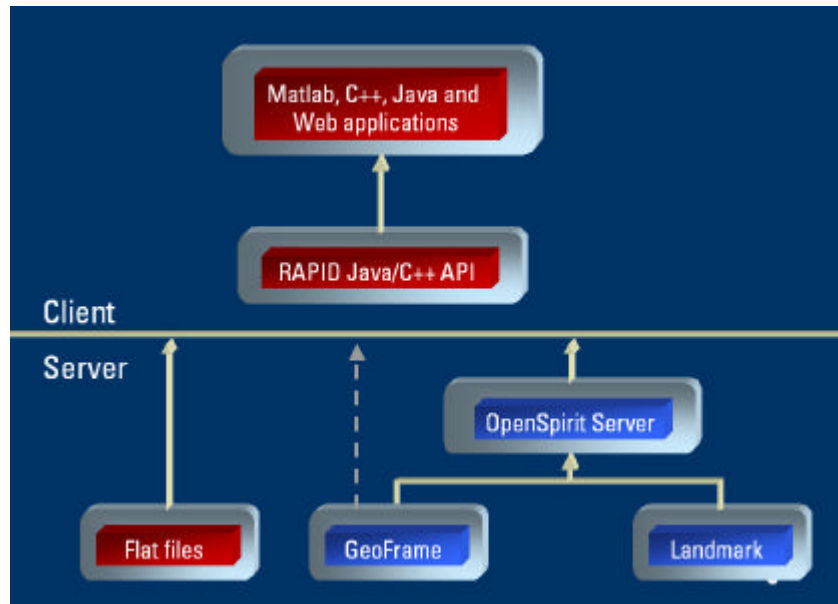 Matlab, C++, Java and
Web applications
RAPID Java/C++ API
Client
Server
OpenSpirit Server
Flat files
GeoFrame
Landmark